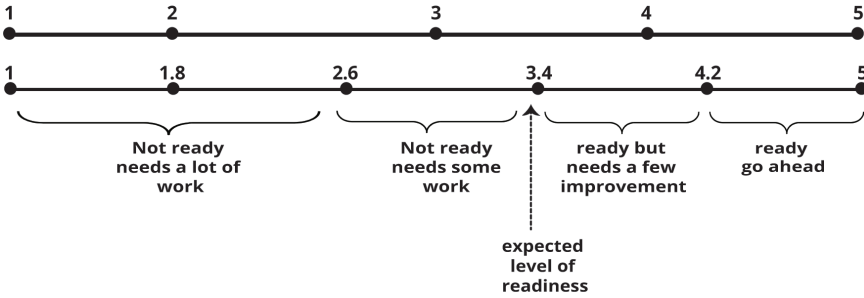 1 2 3 4 5
1 1.8 2.6 3.4 4.2 5
Not ready
needs a lot of
work
Not ready
needs some
work
ready but
needs a few
improvement
ready
go ahead
expected
level of
readiness